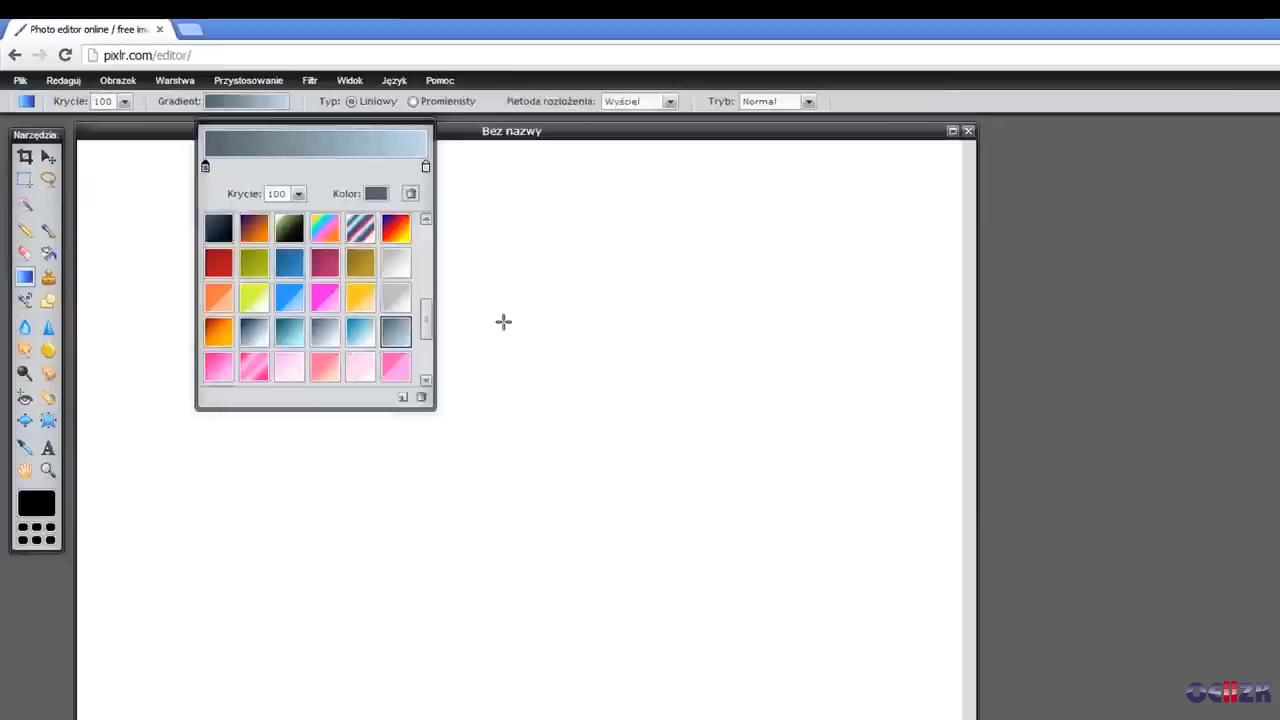 Photo editor online / free im
pixlr.com/editor/
Plik Redaguj Obrazek Warstwa Przystosowanie Filtr Widok Język Pomoc
Krycie: 100 Gradient: Typ: Liniowy Promienisty Metoda rozłożenia: Wyściel Tryb: Normal
Narzędzia:
Bez nazwy
Krycie: 100 Kolor:
OEIIZK